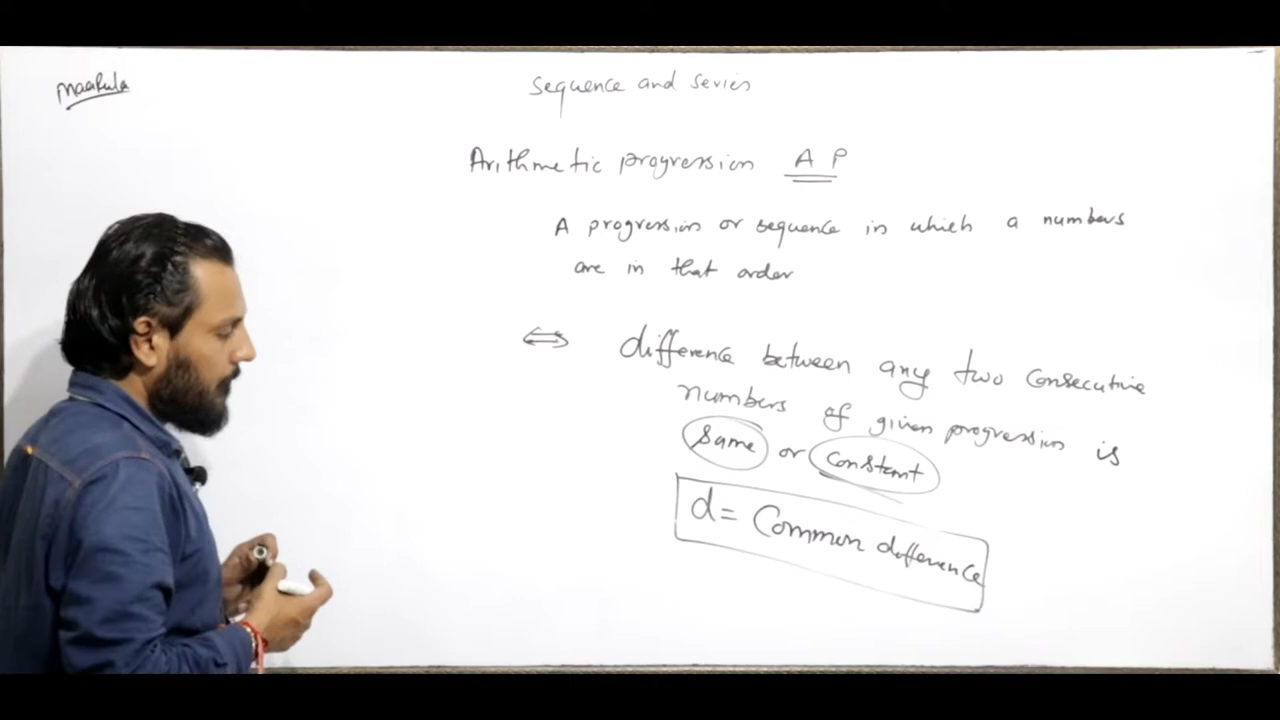 maarula
Sequence and series
Arithmetic progression A P
A progression or sequence in which a numbers
are in that order
⇔ difference between any two consecutive
numbers of given progression is
same or constant
d = Common difference